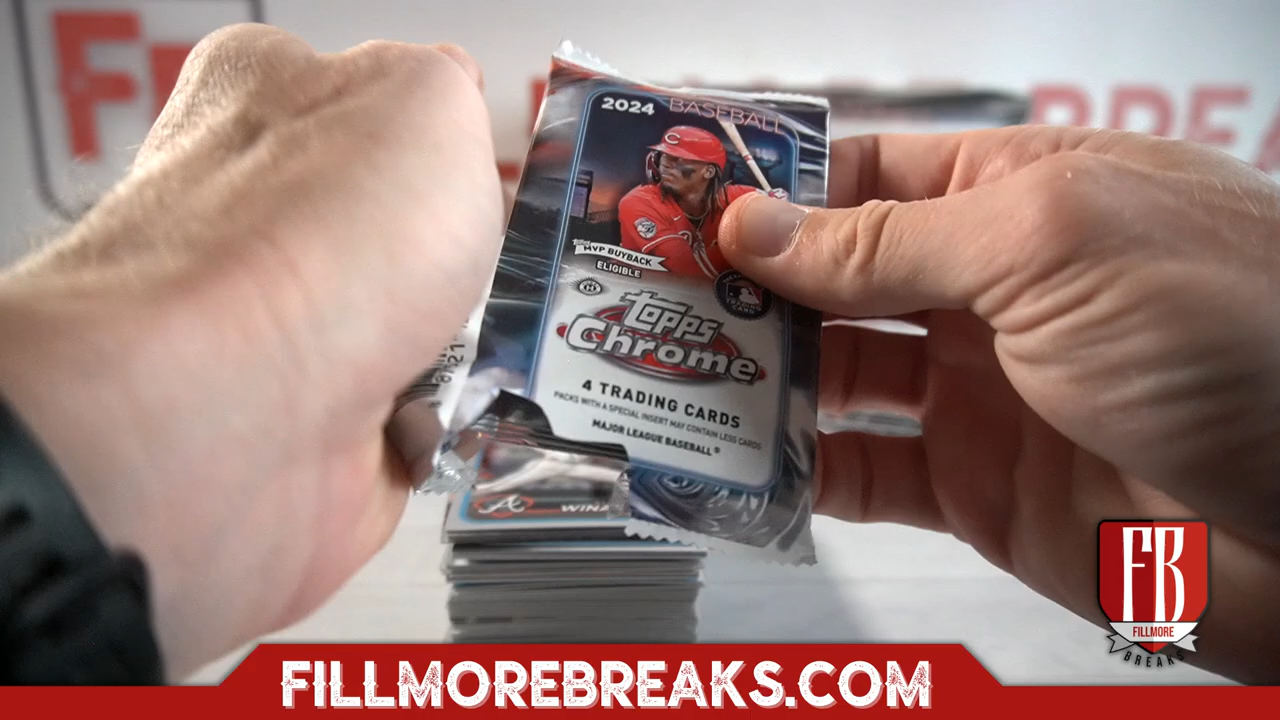 2024 BASEBALL
topps MVP BUYBACK
ELIGIBLE
topps
Chrome
4 TRADING CARDS
PACKS WITH A SPECIAL INSERT MAY CONTAIN LESS CARDS
MAJOR LEAGUE BASEBALL®
FB
FILLMORE
BREAKS
FILLMOREBREAKS.COM